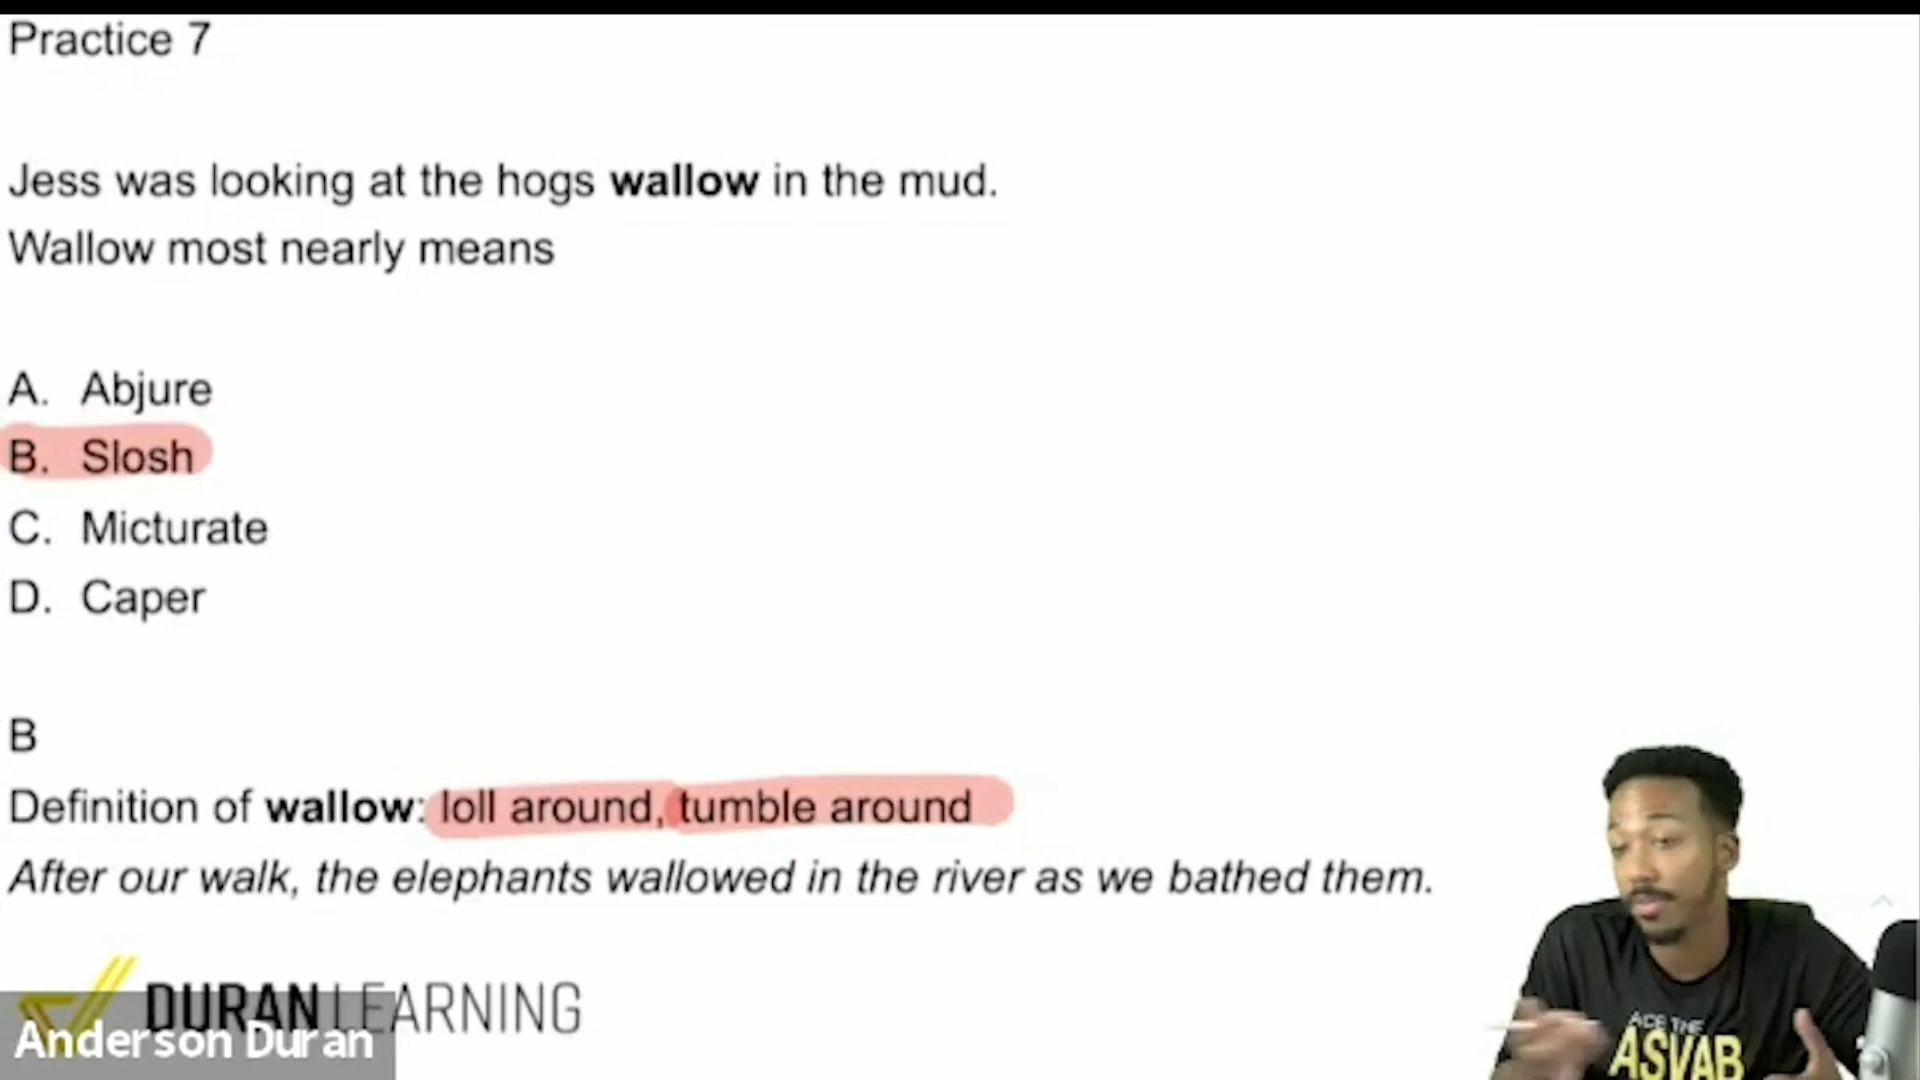 Practice 7
Jess was looking at the hogs wallow in the mud.
Wallow most nearly means
A. Abjure
B. Slosh
C. Micturate
D. Caper
B
Definition of wallow: loll around, tumble around
After our walk, the elephants wallowed in the river as we bathed them.
DURAN LEARNING
Anderson Duran
ACE THE
ASVAB